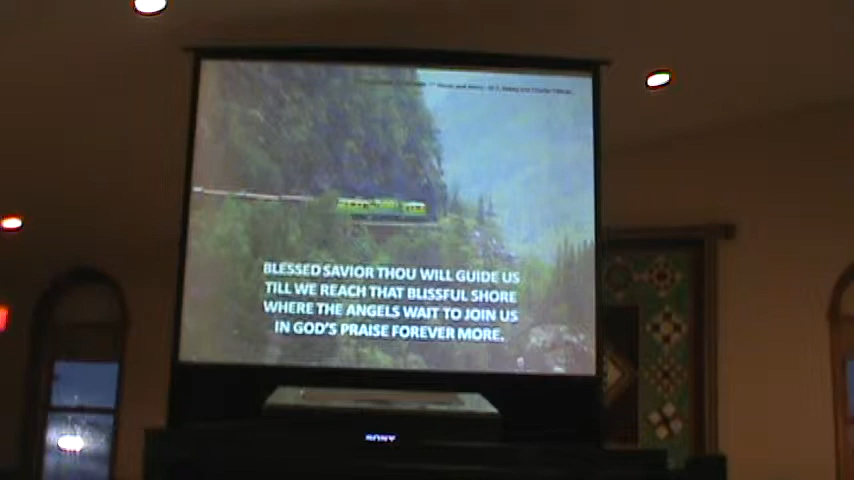 BLESSED SAVIOR THOU WILL GUIDE US
TILL WE REACH THAT BLISSFUL SHORE
WHERE THE ANGELS WAIT TO JOIN US
IN GOD'S PRAISE FOREVER MORE.
SONY